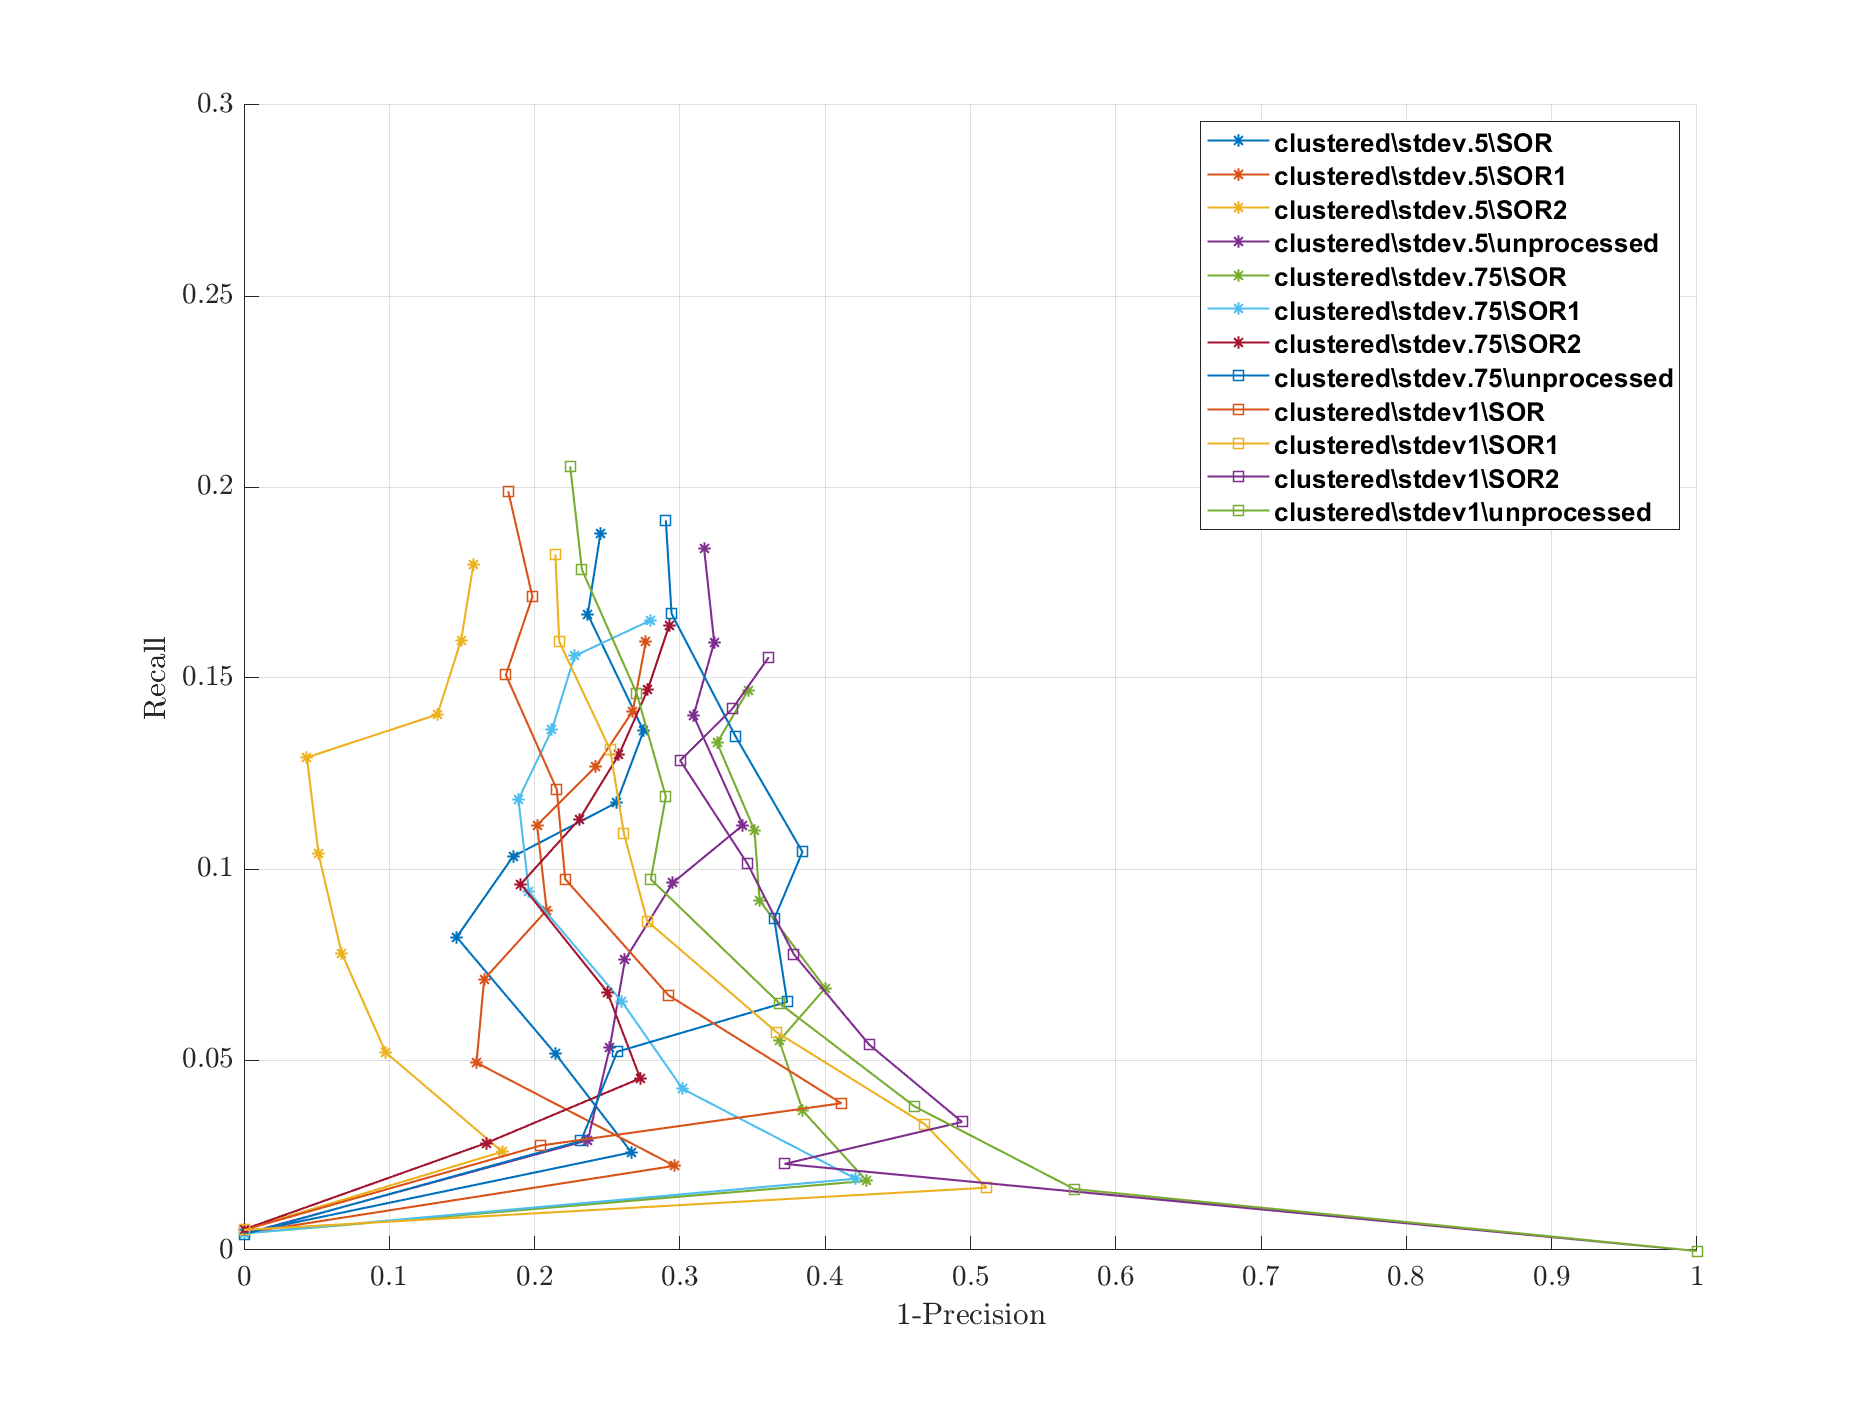 0.3
0.25
0.2
0.15
0.1
0.05
0
Recall
clustered\stdev.5\SOR
clustered\stdev.5\SOR1
clustered\stdev.5\SOR2
clustered\stdev.5\unprocessed
clustered\stdev.75\SOR
clustered\stdev.75\SOR1
clustered\stdev.75\SOR2
clustered\stdev.75\unprocessed
clustered\stdev1\SOR
clustered\stdev1\SOR1
clustered\stdev1\SOR2
clustered\stdev1\unprocessed
0 0.1 0.2 0.3 0.4 0.5 0.6 0.7 0.8 0.9 1
1-Precision